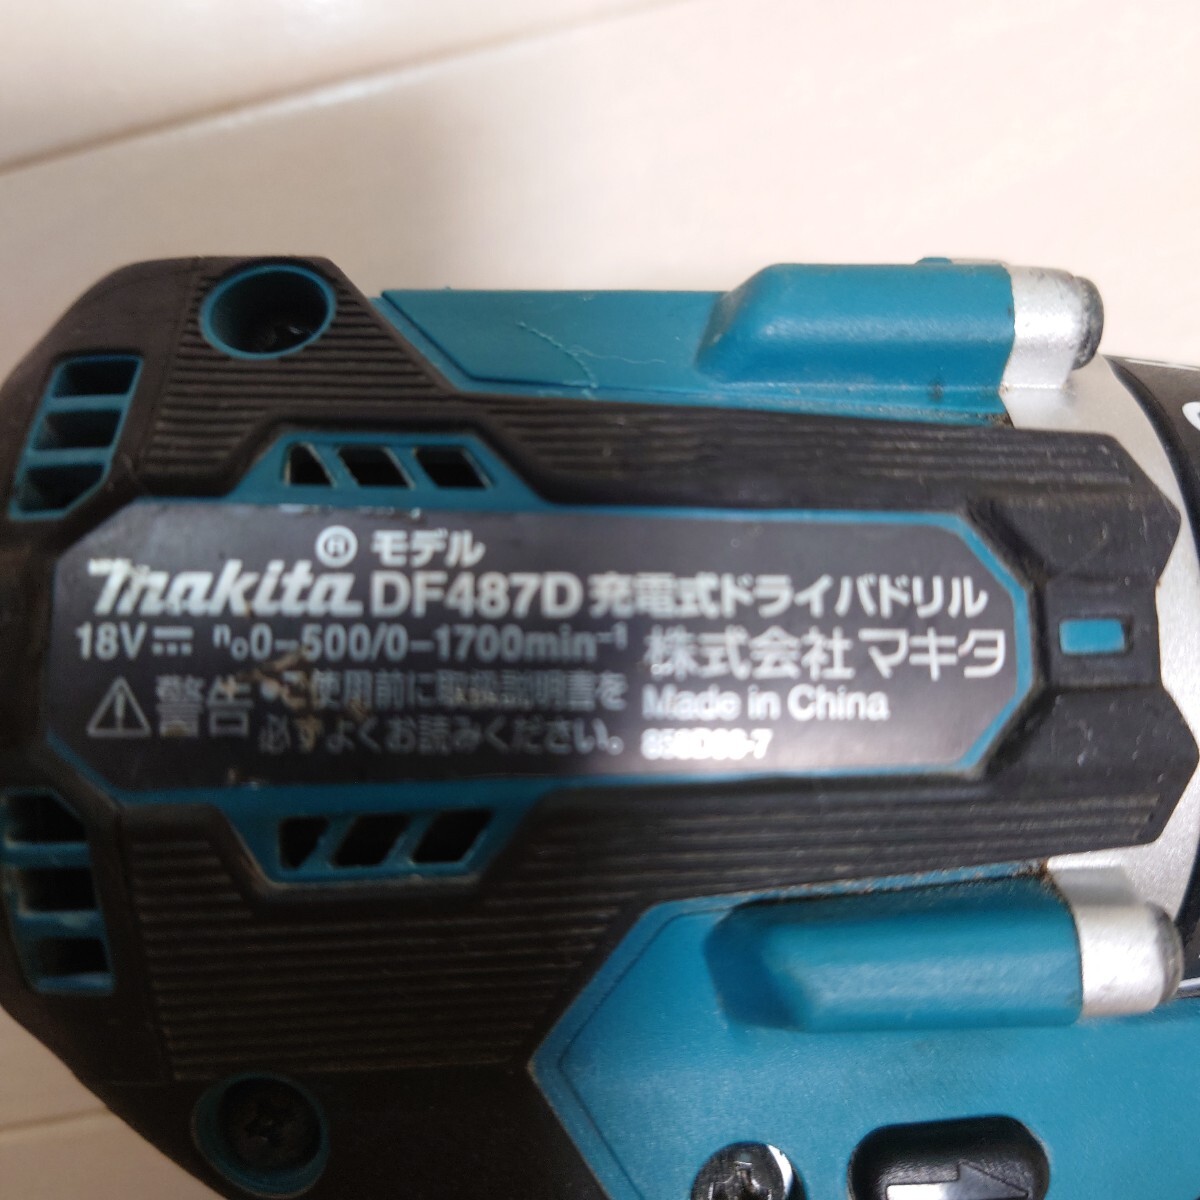 makita® モデル DF487D 充電式ドライバドリル
18V⎓ n₀0-500/0-1700min⁻¹ 株式会社マキタ
⚠警告 ●ご使用前に取扱説明書を必ずよくお読みください。
Made in China